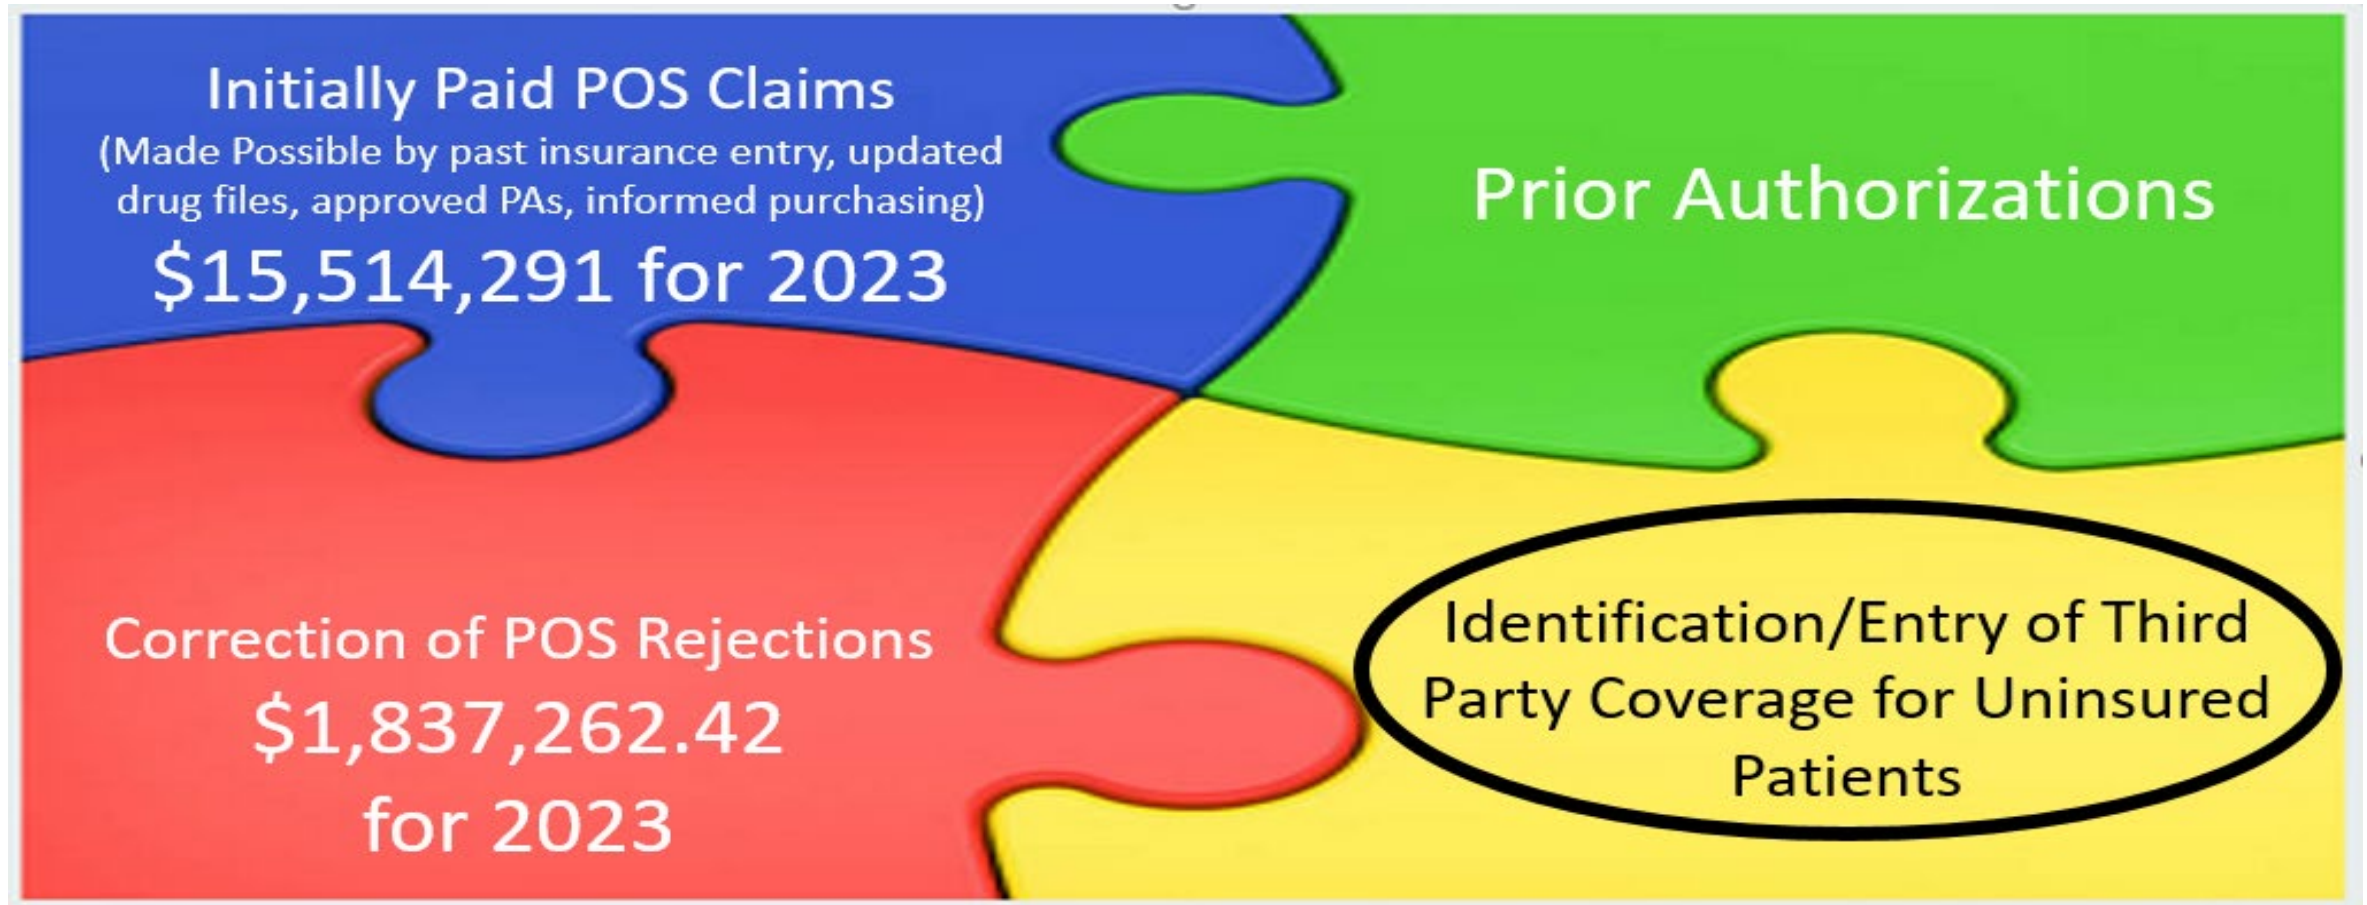 Initially Paid POS Claims
(Made Possible by past insurance entry, updated
drug files, approved PAs, informed purchasing)
$15,514,291 for 2023
Prior Authorizations
Correction of POS Rejections
$1,837,262.42
for 2023
Identification/Entry of Third
Party Coverage for Uninsured
Patients